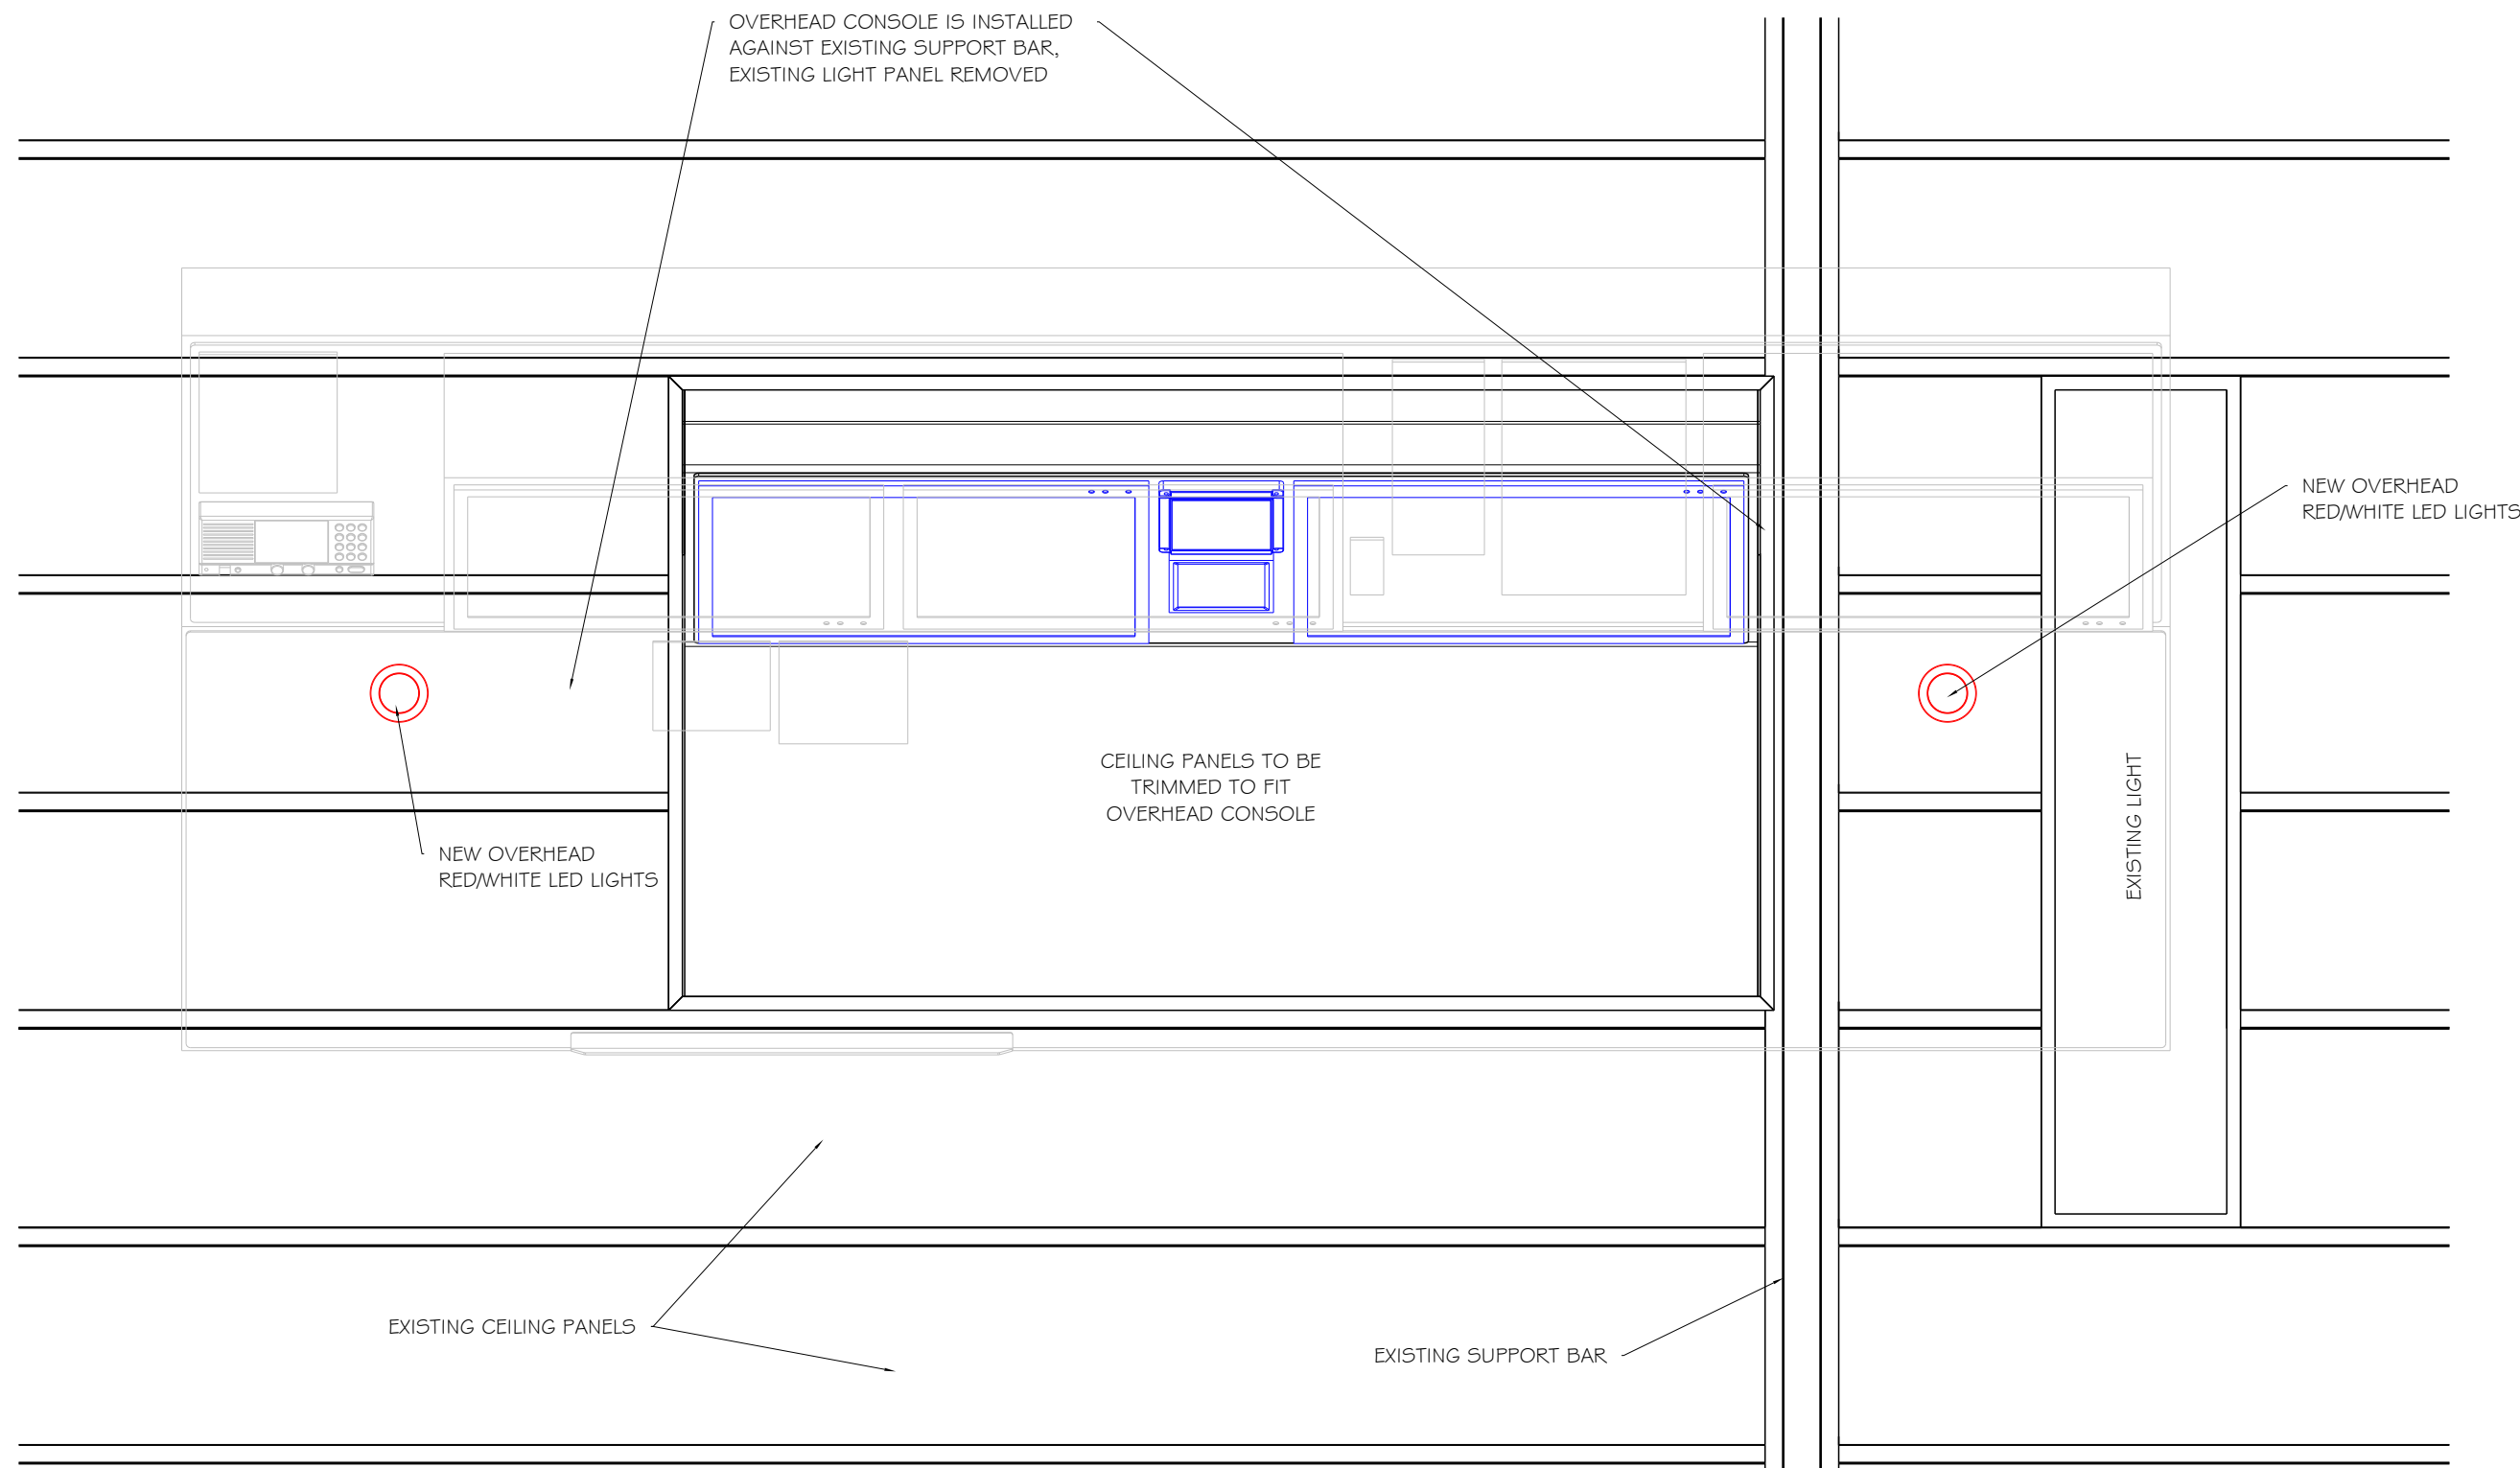 OVERHEAD CONSOLE IS INSTALLED
AGAINST EXISTING SUPPORT BAR,
EXISTING LIGHT PANEL REMOVED
NEW OVERHEAD
RED/WHITE LED LIGHTS
CEILING PANELS TO BE
TRIMMED TO FIT
OVERHEAD CONSOLE
EXISTING LIGHT
NEW OVERHEAD
RED/WHITE LED LIGHTS
EXISTING CEILING PANELS
EXISTING SUPPORT BAR